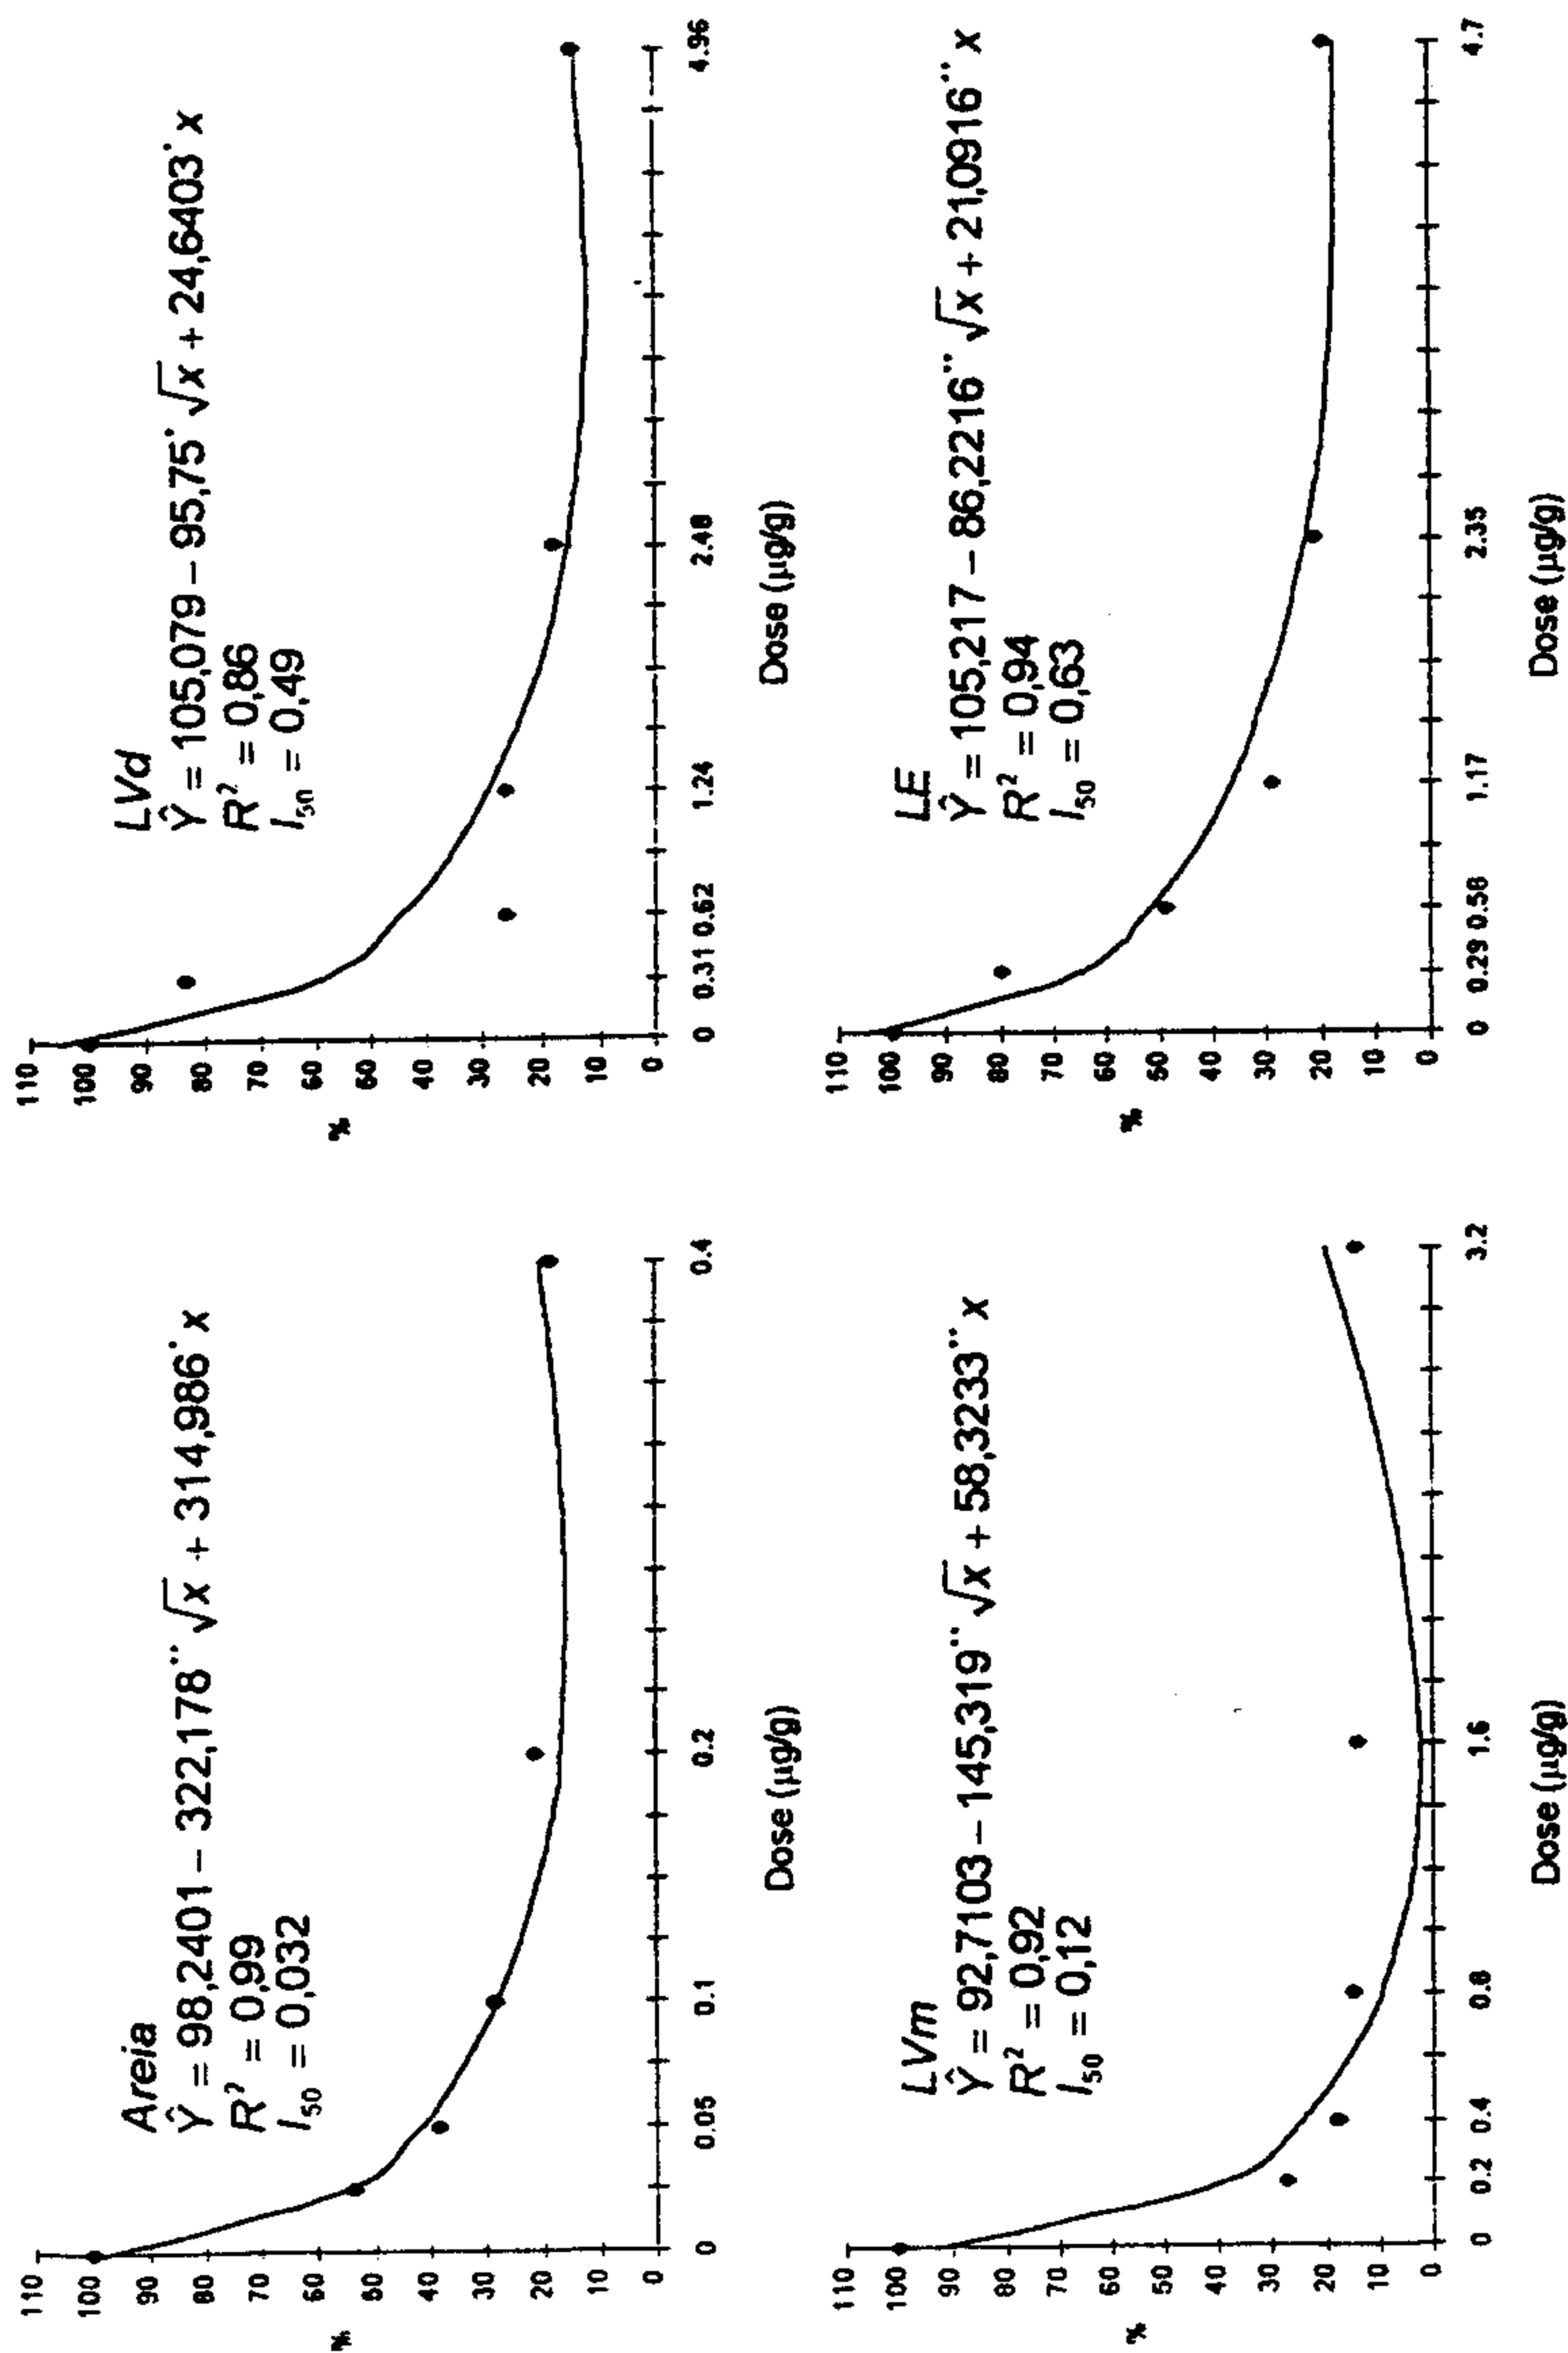 Areia
Ŷ = 98,2401 – 322,178¨ √x + 314,986˙ x
R² = 0,99
I₅₀ = 0,032
%
110
100
90
80
70
60
50
40
30
20
10
0
0 0.05 0.1 0.2 0.4
Dose (µg/g)
LVd
Ŷ = 105,079 – 95,75˙ √x + 24,6403˙ x
R² = 0,86
I₅₀ = 0,49
%
110
100
90
80
70
60
50
40
30
20
10
0
0 0.31 0.62 1.24 2.48 4.96
Dose (µg/g)
LVm
Ŷ = 92,7103 – 145,319¨ √x + 58,3233¨ x
R² = 0,92
I₅₀ = 0,12
%
110
100
90
80
70
60
50
40
30
20
10
0
0 0.2 0.4 0.8 1.6 3.2
Dose (µg/g)
LE
Ŷ = 105,217 – 86,2216¨ √x + 21,0916¨ x
R² = 0,94
I₅₀ = 0,63
%
110
100
90
80
70
60
50
40
30
20
10
0
0 0.29 0.58 1.17 2.35 4.7
Dose (µg/g)